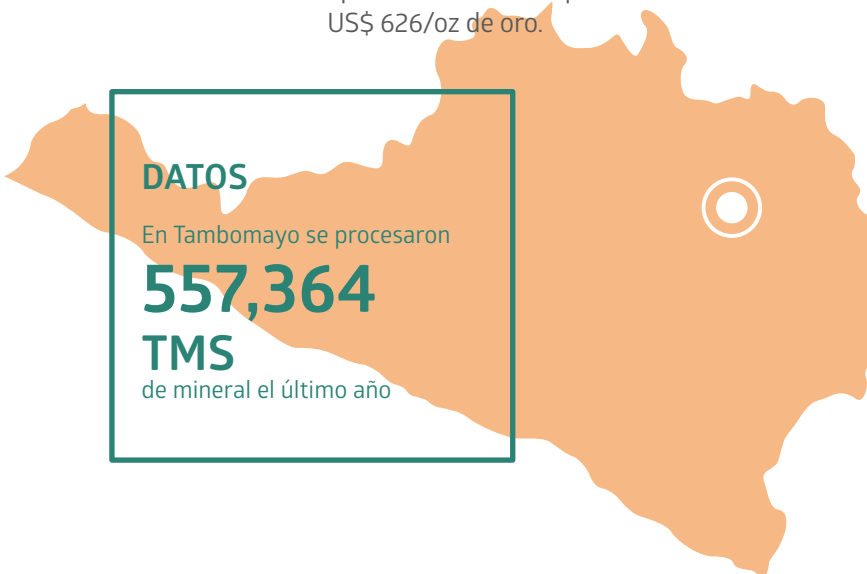 US$ 626/oz de oro.
DATOS
En Tambomayo se procesaron
557,364
TMS
de mineral el último año